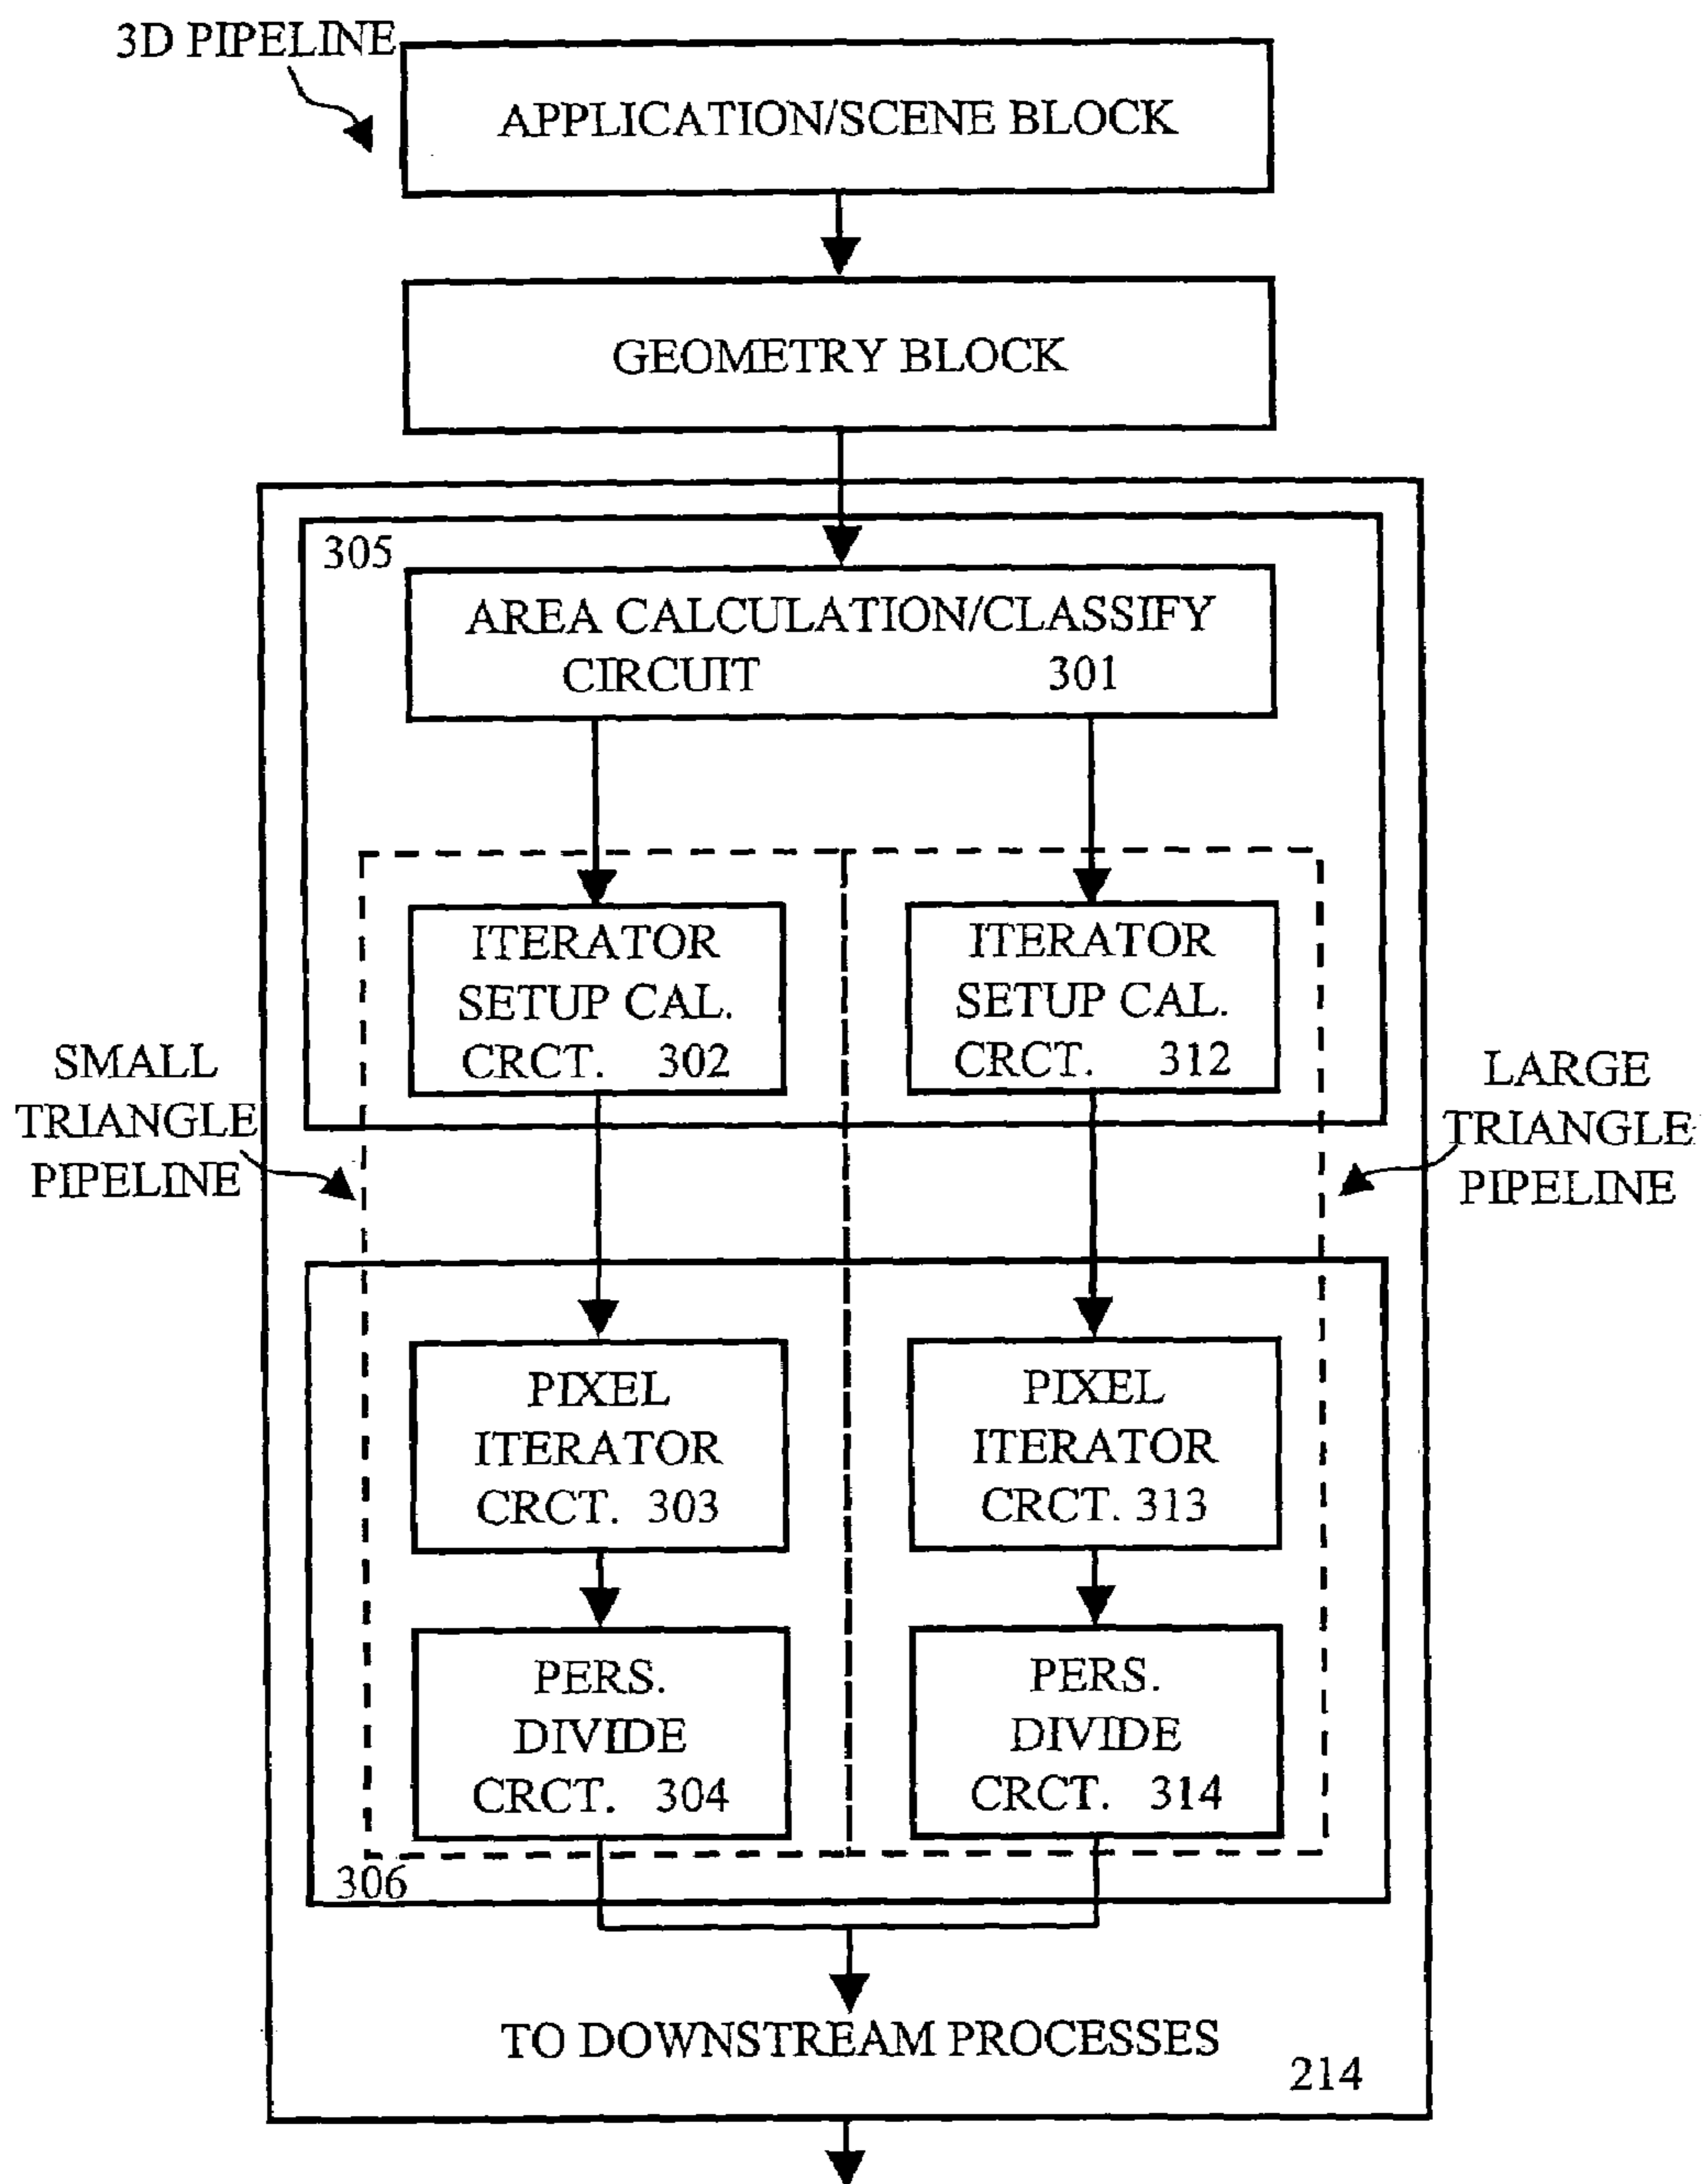 3D PIPELINE
APPLICATION/SCENE BLOCK
GEOMETRY BLOCK
305
AREA CALCULATION/CLASSIFY
CIRCUIT 301
ITERATOR
SETUP CAL.
CRCT. 302
ITERATOR
SETUP CAL.
CRCT. 312
SMALL
TRIANGLE
PIPELINE
LARGE
TRIANGLE
PIPELINE
PIXEL
ITERATOR
CRCT. 303
PIXEL
ITERATOR
CRCT. 313
PERS.
DIVIDE
CRCT. 304
PERS.
DIVIDE
CRCT. 314
306
TO DOWNSTREAM PROCESSES
214